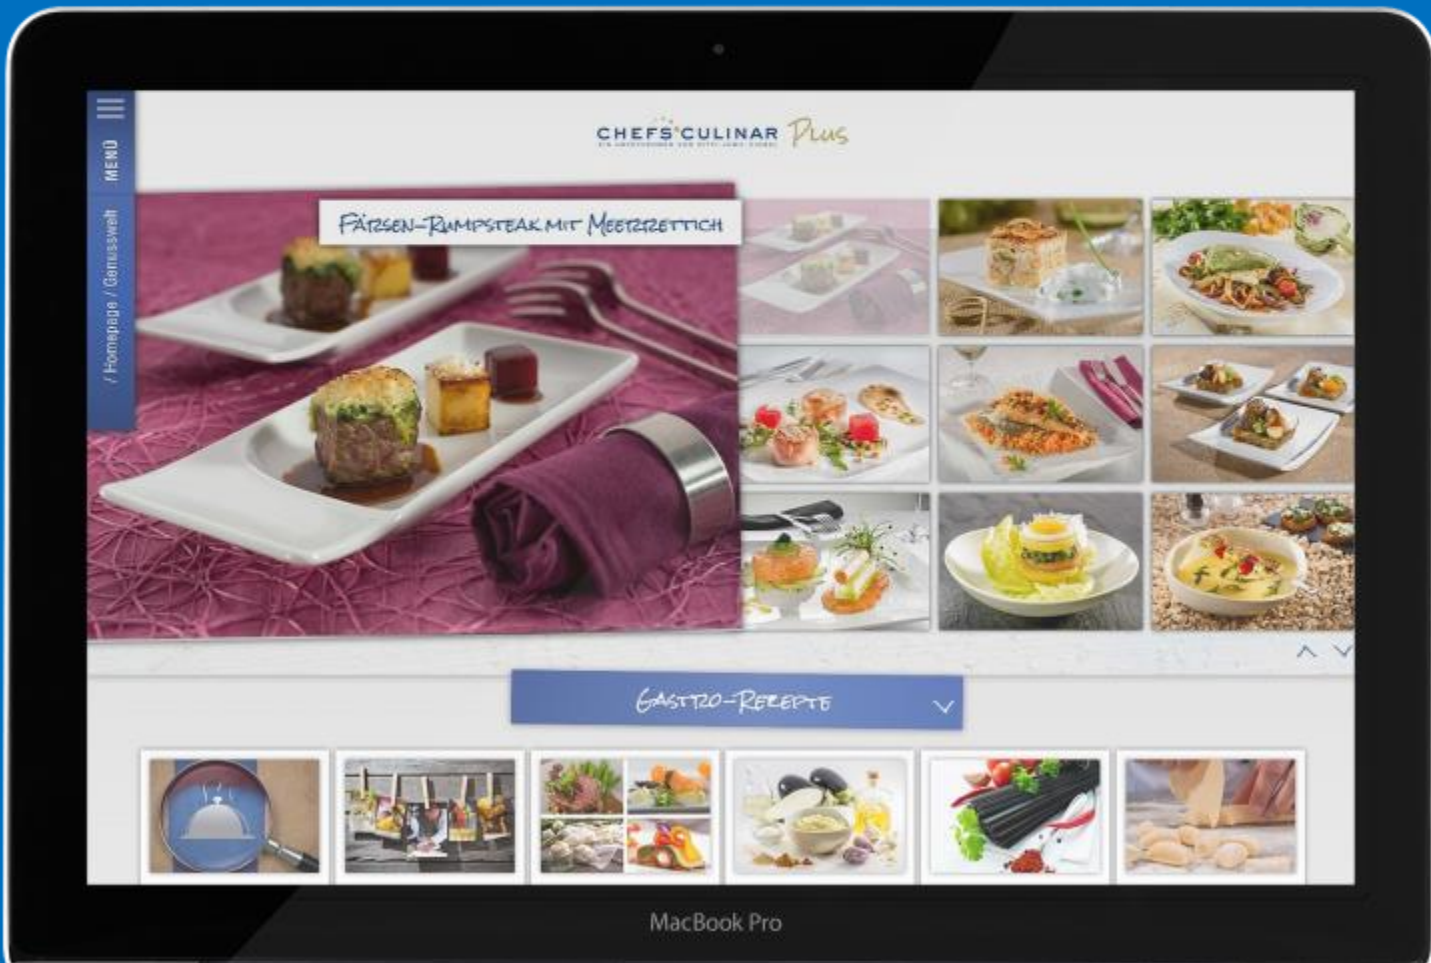 CHEFS CULINAR Plus
MENÜ
/ Homepage / Genusswelt
FÄRSEN-RUMPSTEAK MIT MEERRETTICH
GASTRO-REZEPTE
MacBook Pro